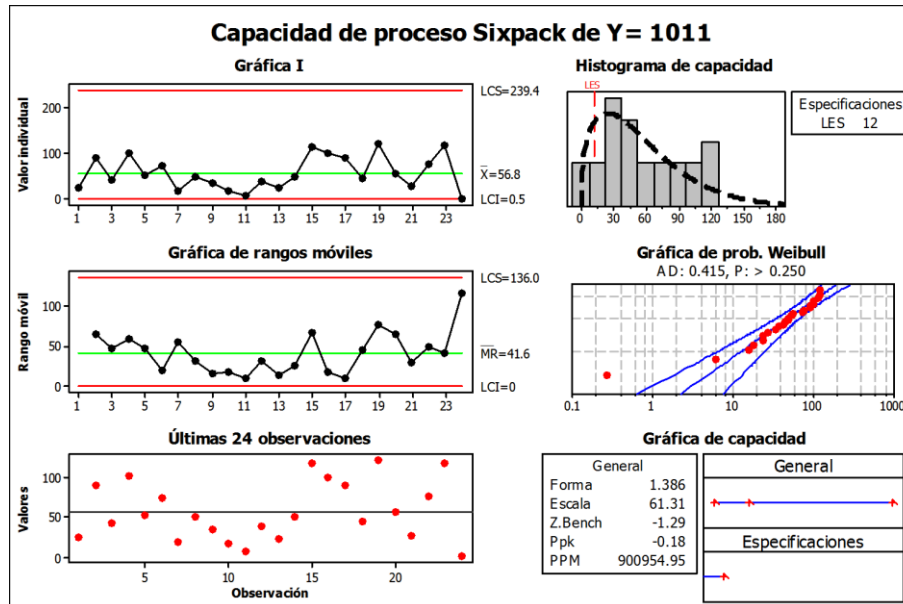 Capacidad de proceso Sixpack de Y= 1011
Gráfica I
Valor individual
200
100
0
1 3 5 7 9 11 13 15 17 19 21 23
LCS=239.4
X=56.8
LCI=0.5
Histograma de capacidad
LES
0 30 60 90 120 150 180
Especificaciones
LES 12
Gráfica de rangos móviles
Rango móvil
100
50
0
1 3 5 7 9 11 13 15 17 19 21 23
LCS=136.0
MR=41.6
LCI=0
Gráfica de prob. Weibull
AD: 0.415, P: > 0.250
0.1 1 10 100 1000
Últimas 24 observaciones
Valores
100
50
0
5 10 15 20
Observación
Gráfica de capacidad
General
Forma 1.386
Escala 61.31
Z.Bench -1.29
Ppk -0.18
PPM 900954.95
General
Especificaciones